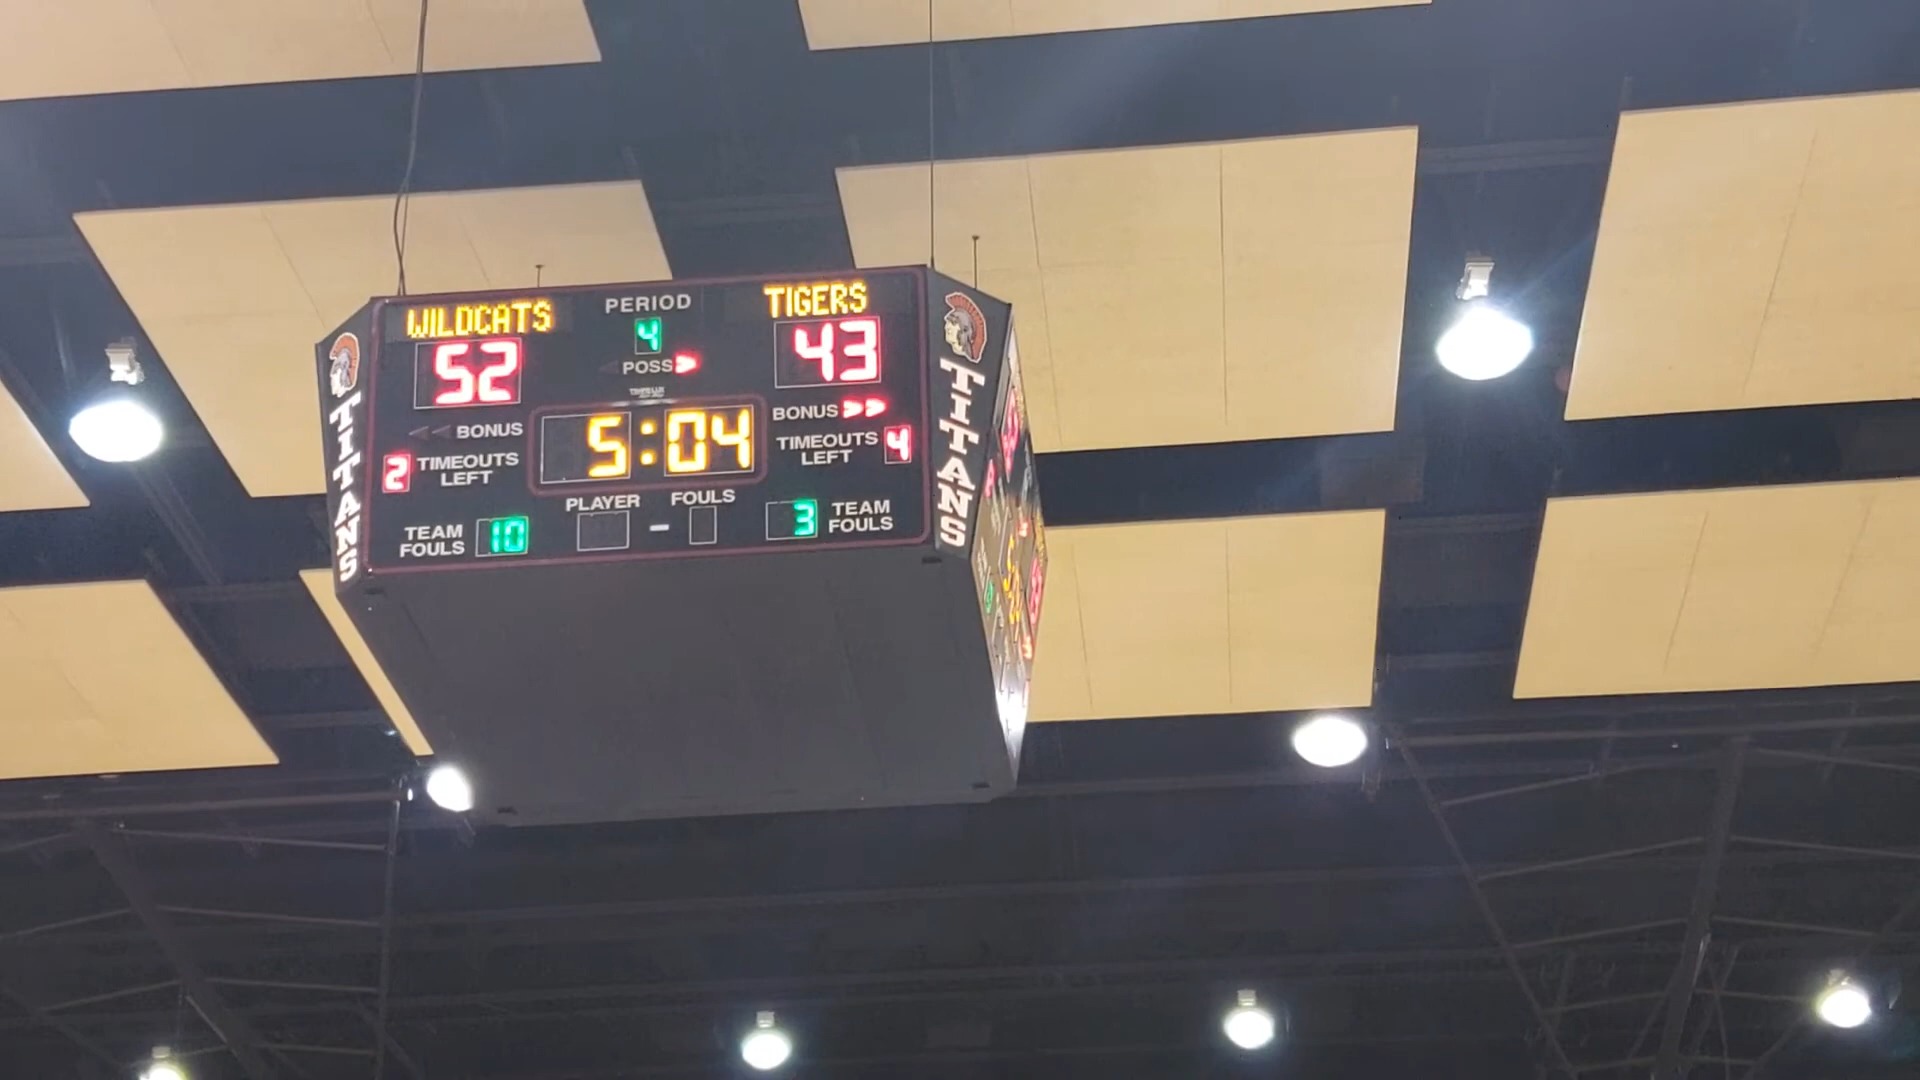 WILDCATS
PERIOD
TIGERS
52
4
43
POSS
BONUS
BONUS
5:04
2
TIMEOUTS
LEFT
TIMEOUTS
LEFT
4
PLAYER
FOULS
TEAM
FOULS
10
-
3
TEAM
FOULS
TITANS
TITANS